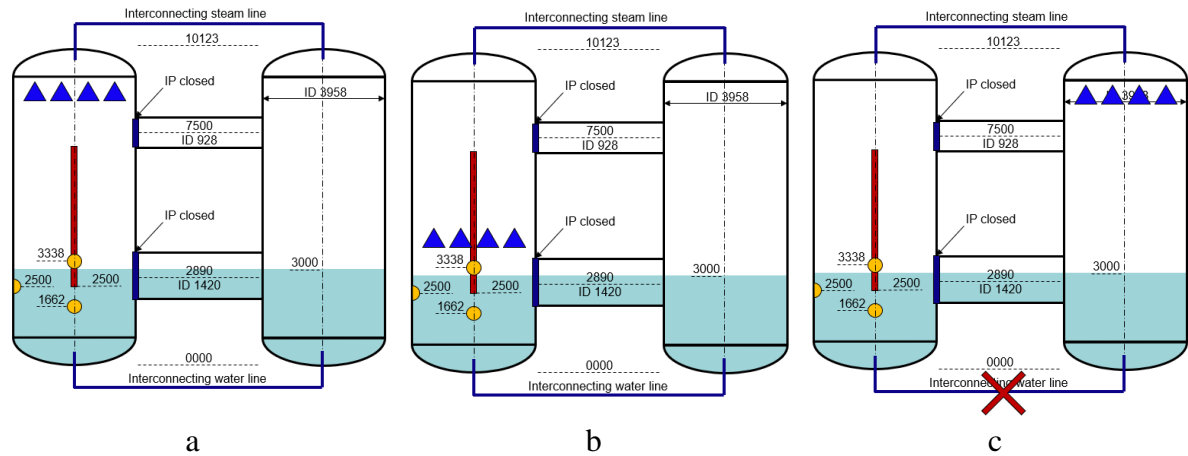 Interconnecting steam line
10123
IP closed
ID 3958
7500
ID 928
IP closed
3338
2890
3000
2500
2500
ID 1420
1662
0000
Interconnecting water line
a
Interconnecting steam line
10123
IP closed
ID 3958
7500
ID 928
IP closed
3338
2890
3000
2500
2500
ID 1420
1662
0000
Interconnecting water line
b
Interconnecting steam line
10123
IP closed
ID 3958
7500
ID 928
IP closed
3338
2890
3000
2500
2500
ID 1420
1662
0000
Interconnecting water line
c